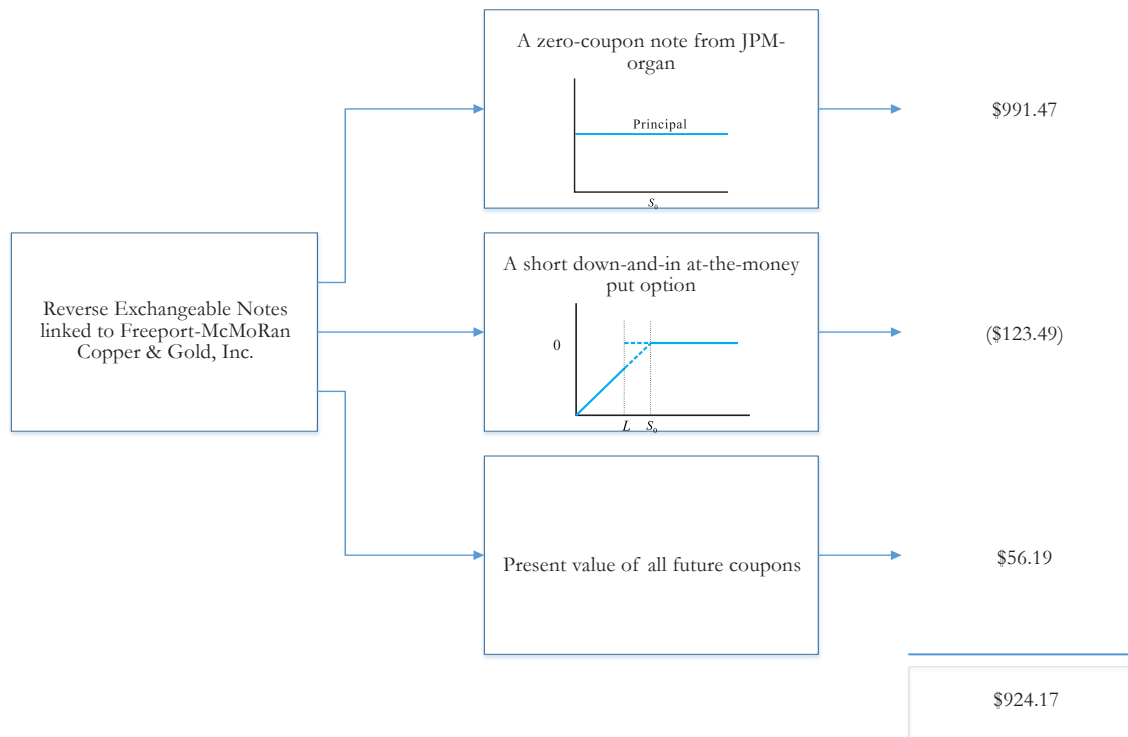 A zero-coupon note from JPM-
organ
Principal
S₀
$991.47
Reverse Exchangeable Notes
linked to Freeport-McMoRan
Copper & Gold, Inc.
A short down-and-in at-the-money
put option
0
L S₀
($123.49)
Present value of all future coupons
$56.19
$924.17